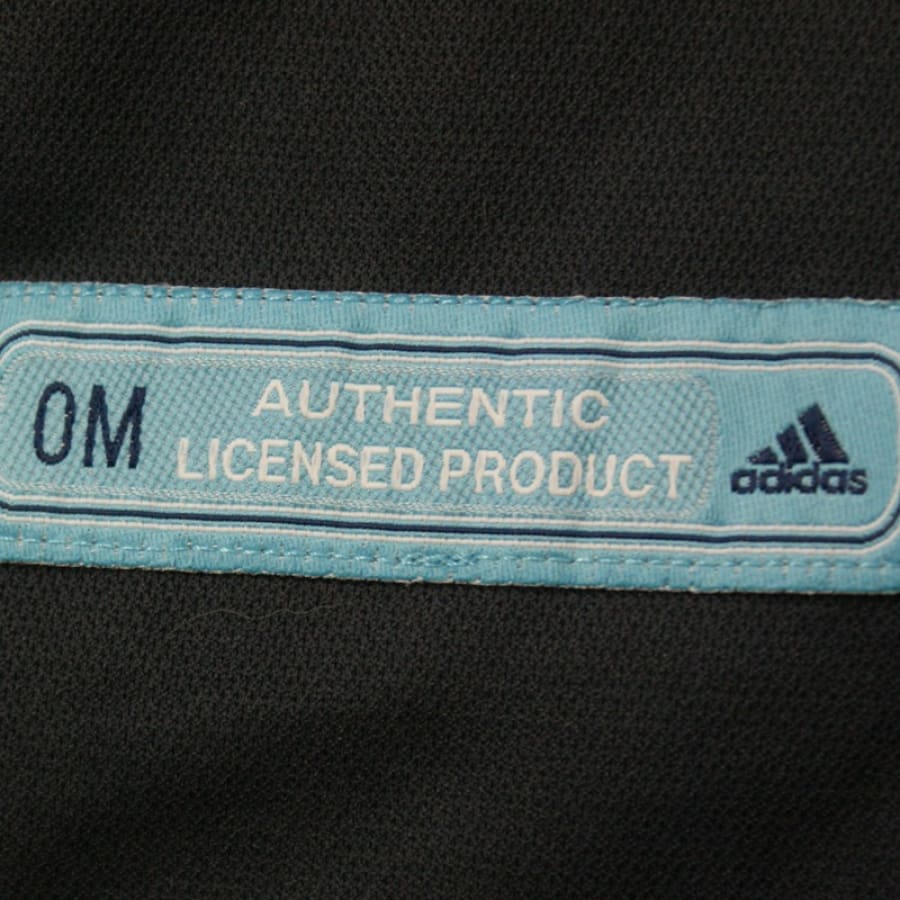 OM
AUTHENTIC
LICENSED PRODUCT
adidas